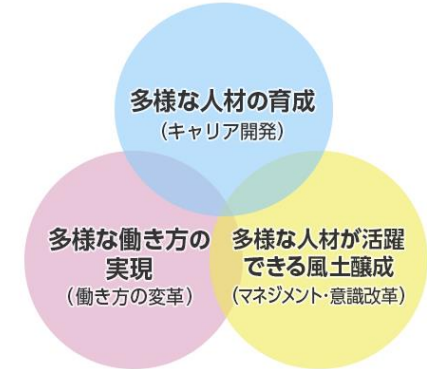 多様な人材の育成
（キャリア開発）
多様な働き方の
実現
（働き方の変革）
多様な人材が活躍
できる風土醸成
（マネジメント・意識改革）